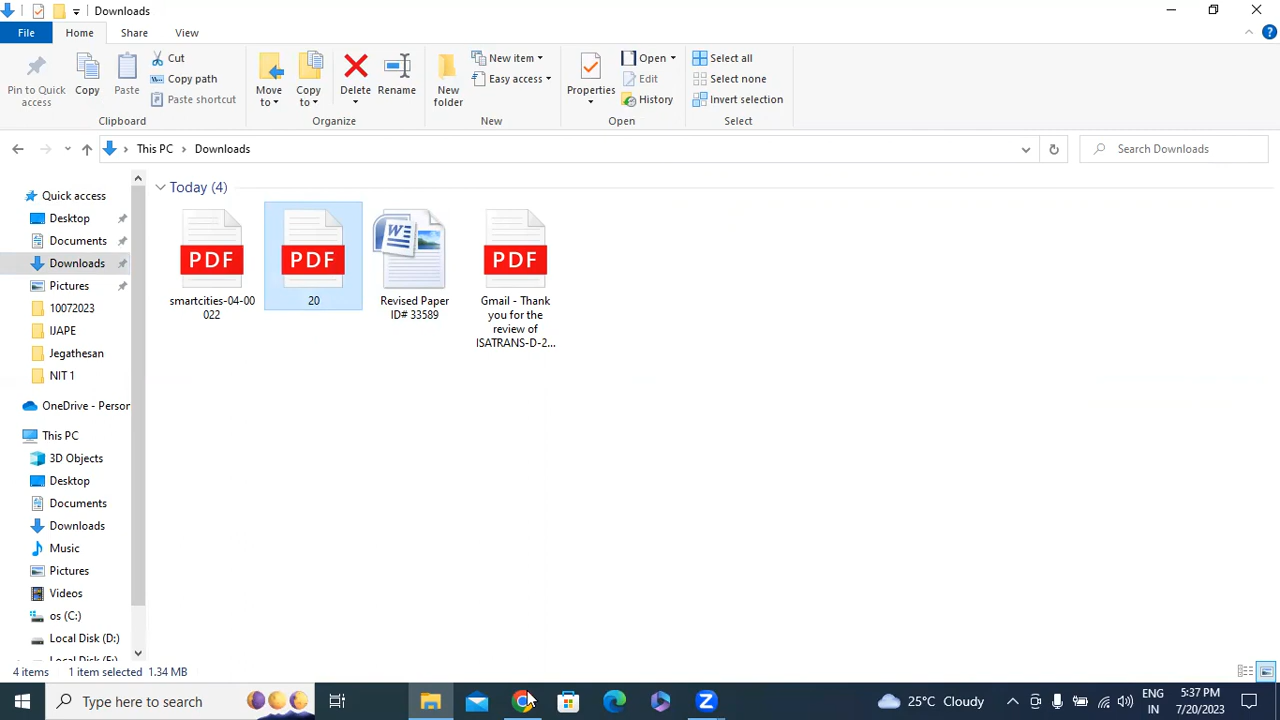 Downloads
File
Home
Share
View
Pin to Quick access
Copy
Paste
Cut
Copy path
Paste shortcut
Clipboard
Move to
Copy to
Delete
Rename
Organize
New folder
New item
Easy access
New
Properties
Open
Edit
History
Open
Select all
Select none
Invert selection
Select
This PC
Downloads
Search Downloads
Quick access
Desktop
Documents
Downloads
Pictures
10072023
IJAPE
Jegathesan
NIT 1
OneDrive - Person
This PC
3D Objects
Desktop
Documents
Downloads
Music
Pictures
Videos
os (C:)
Local Disk (D:)
Local Disk (E:)
Today (4)
PDF
smartcities-04-00
022
PDF
20
W
Revised Paper
ID# 33589
PDF
Gmail - Thank
you for the
review of
ISATRANS-D-2...
4 items
1 item selected 1.34 MB
Type here to search
25°C Cloudy
ENG
IN
5:37 PM
7/20/2023